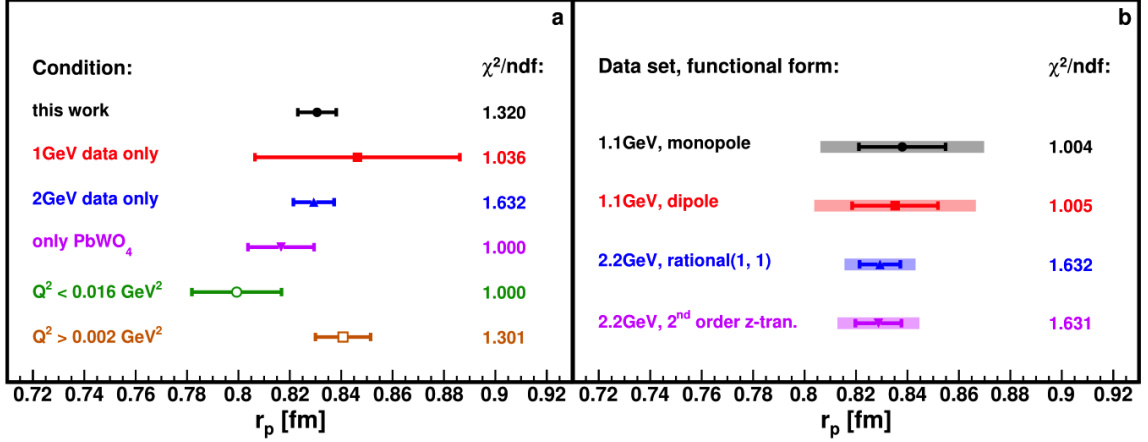 a
Condition: χ²/ndf:
this work 1.320
1GeV data only 1.036
2GeV data only 1.632
only PbWO₄ 1.000
Q² < 0.016 GeV² 1.000
Q² > 0.002 GeV² 1.301
0.72 0.74 0.76 0.78 0.8 0.82 0.84 0.86 0.88 0.9 0.92
rₚ [fm]
b
Data set, functional form: χ²/ndf:
1.1GeV, monopole 1.004
1.1GeV, dipole 1.005
2.2GeV, rational(1, 1) 1.632
2.2GeV, 2ⁿᵈ order z-tran. 1.631
0.72 0.74 0.76 0.78 0.8 0.82 0.84 0.86 0.88 0.9 0.92
rₚ [fm]